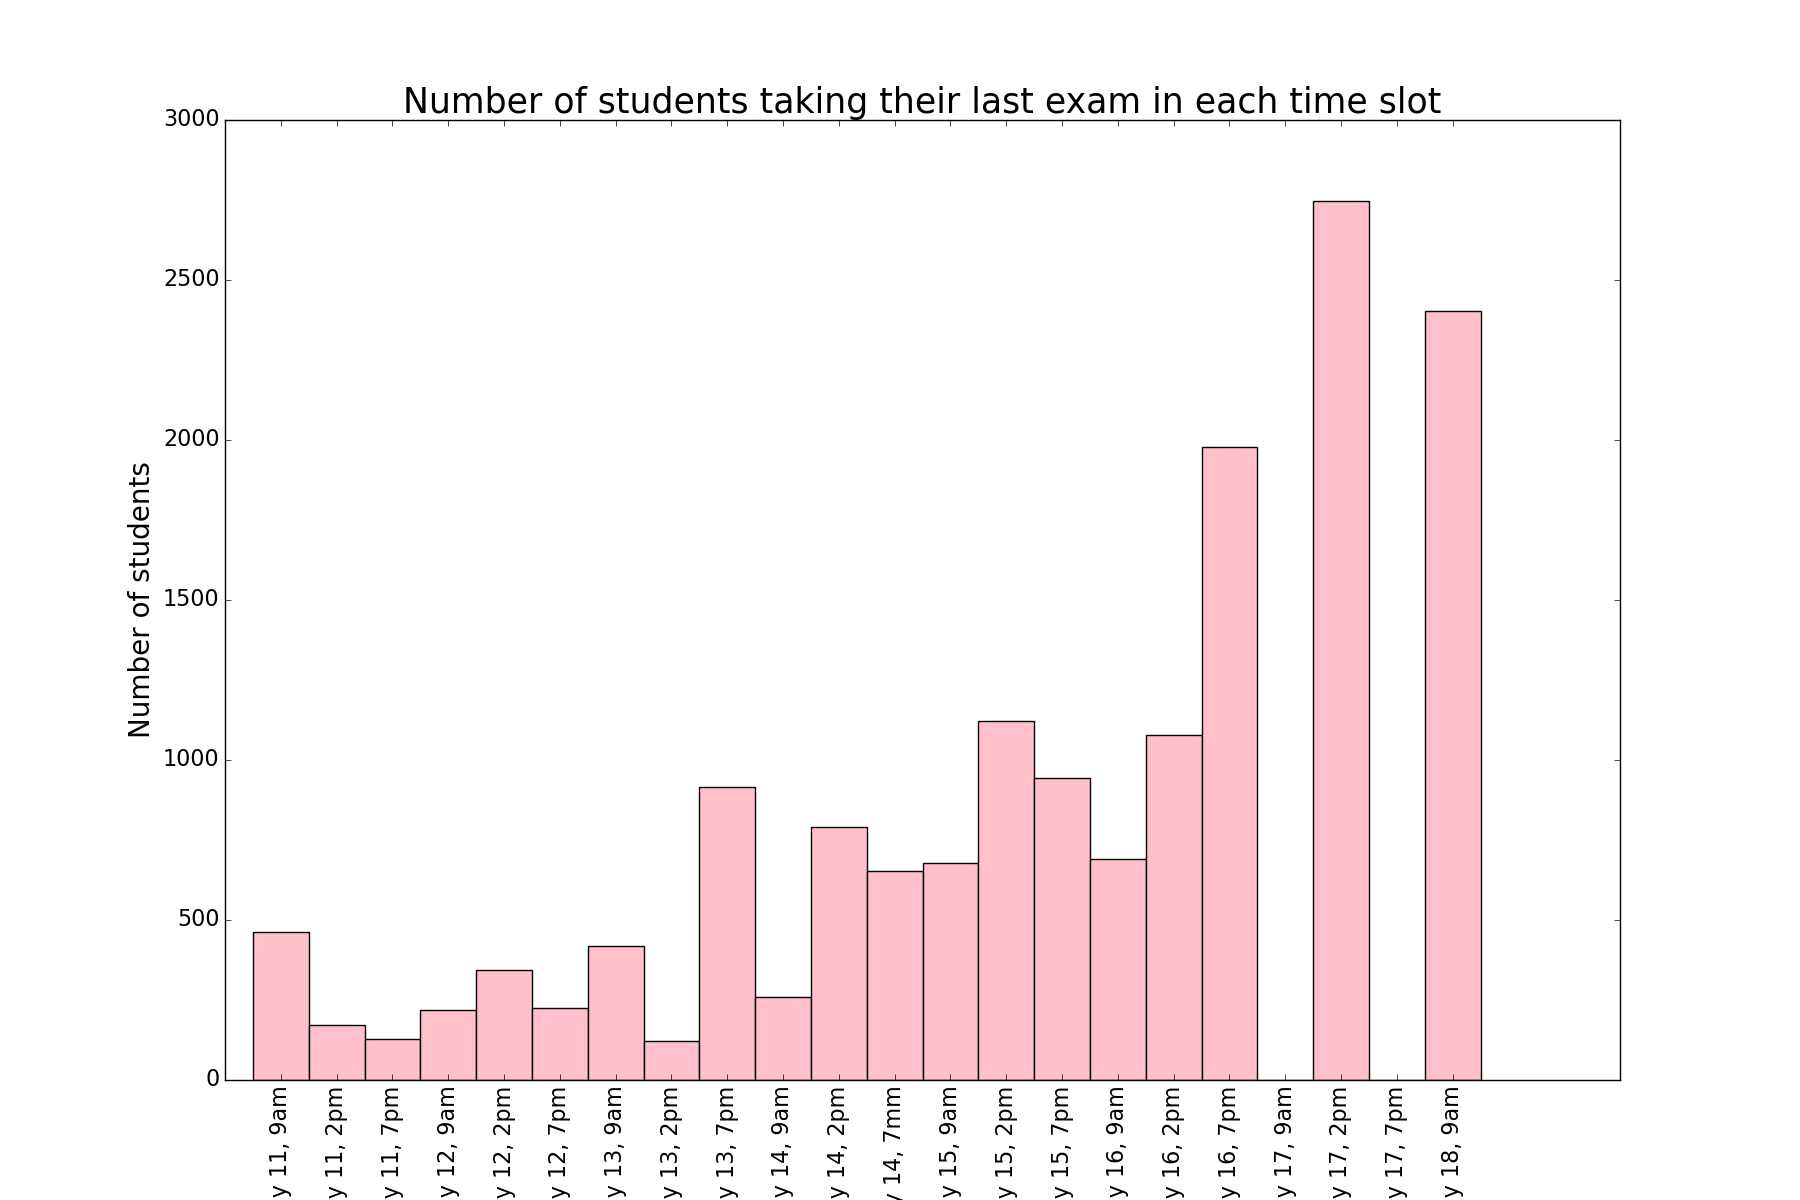 Number of students taking their last exam in each time slot
3000
2500
2000
1500
1000
500
0
Number of students
y 11, 9am
y 11, 2pm
y 11, 7pm
y 12, 9am
y 12, 2pm
y 12, 7pm
y 13, 9am
y 13, 2pm
y 13, 7pm
y 14, 9am
y 14, 2pm
y 14, 7mm
y 15, 9am
y 15, 2pm
y 15, 7pm
y 16, 9am
y 16, 2pm
y 16, 7pm
y 17, 9am
y 17, 2pm
y 17, 7pm
y 18, 9am